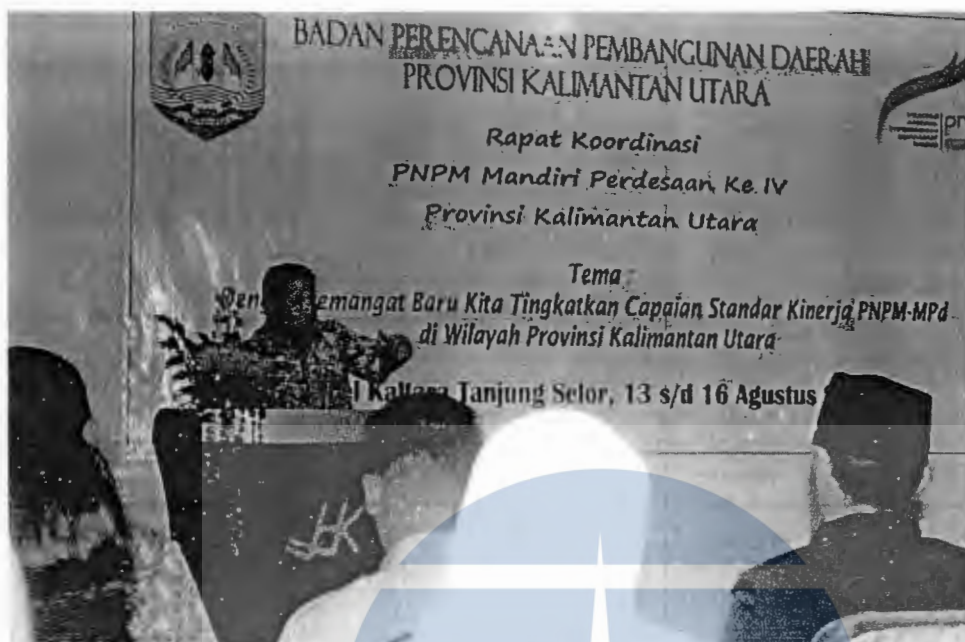 BADAN PERENCANAAN PEMBANGUNAN DAERAH
PROVINSI KALIMANTAN UTARA
Rapat Koordinasi
PNPM Mandiri Perdesaan Ke. IV
Provinsi Kalimantan Utara
Tema :
emangat Baru Kita Tingkatkan Capaian Standar Kinerja PNPM-MPd
di Wilayah Provinsi Kalimantan Utara
Kaltara Tanjung Selor, 13 s/d 16 Agustus